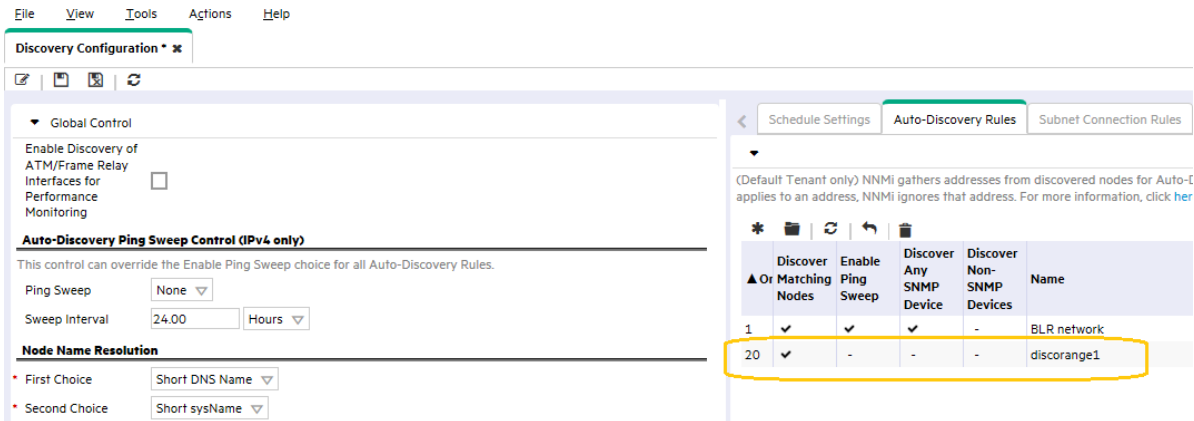 File View Tools Actions Help
Discovery Configuration * ✖
Global Control
Enable Discovery of
ATM/Frame Relay
Interfaces for
Performance
Monitoring
Auto-Discovery Ping Sweep Control (IPv4 only)
This control can override the Enable Ping Sweep choice for all Auto-Discovery Rules.
Ping Sweep None
Sweep Interval 24.00 Hours
Node Name Resolution
* First Choice Short DNS Name
* Second Choice Short sysName
Schedule Settings Auto-Discovery Rules Subnet Connection Rules
(Default Tenant only) NNMi gathers addresses from discovered nodes for Auto-D
applies to an address, NNMi ignores that address. For more information, click her
▲ Or Discover Matching Nodes Enable Ping Sweep Discover Any SNMP Device Discover Non-SNMP Devices Name
1 ✔ ✔ ✔ - BLR network
20 ✔ - - - discorange1